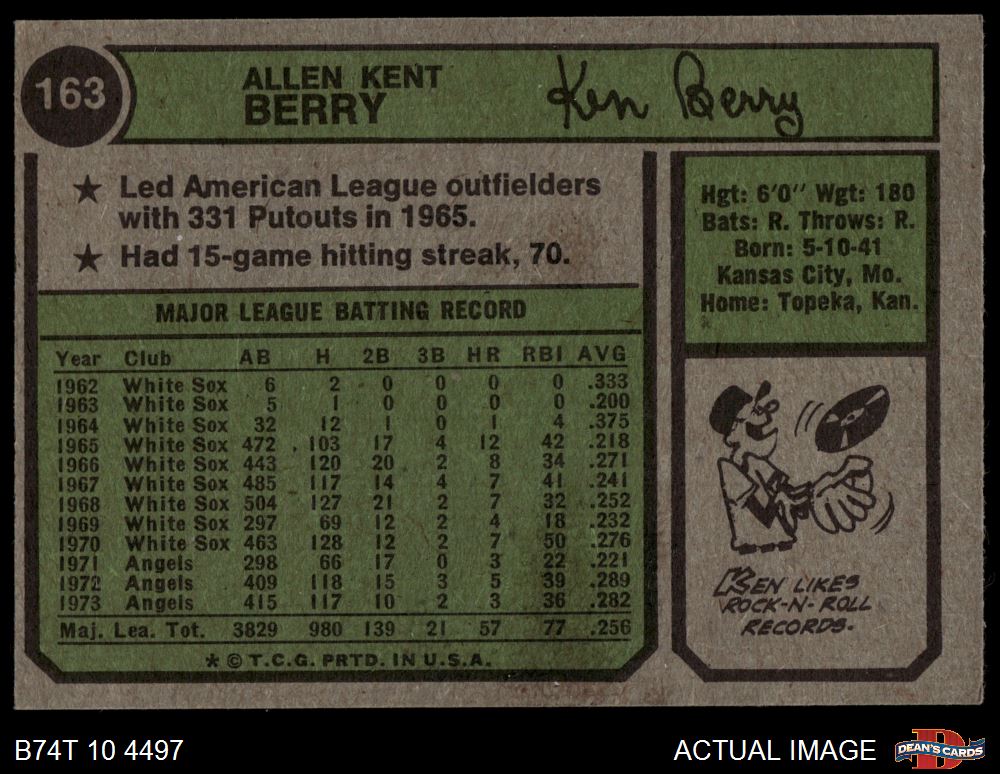 163
ALLEN KENT
BERRY
Ken Berry
★ Led American League outfielders
with 331 Putouts in 1965.
★ Had 15-game hitting streak, 70.
MAJOR LEAGUE BATTING RECORD
Year Club AB H 2B 3B HR RBI AVG
1962 White Sox 6 2 0 0 0 0 .333
1963 White Sox 5 1 0 0 0 0 .200
1964 White Sox 32 12 1 0 1 4 .375
1965 White Sox 472 103 17 4 12 42 .218
1966 White Sox 443 120 20 2 8 34 .271
1967 White Sox 485 117 14 4 7 41 .241
1968 White Sox 504 127 21 2 7 32 .252
1969 White Sox 297 69 12 2 4 18 .232
1970 White Sox 463 128 12 2 7 50 .276
1971 Angels 298 66 17 0 3 22 .221
1972 Angels 409 118 15 3 5 39 .289
1973 Angels 415 117 10 2 3 36 .282
Maj. Lea. Tot. 3829 980 139 21 57 77 .256
* © T.C.G. PRTD. IN U.S.A.
Hgt: 6'0" Wgt: 180
Bats: R. Throws: R.
Born: 5-10-41
Kansas City, Mo.
Home: Topeka, Kan.
KEN LIKES
ROCK-N-ROLL
RECORDS.
B74T 10 4497
ACTUAL IMAGE
D
DEAN'S CARDS